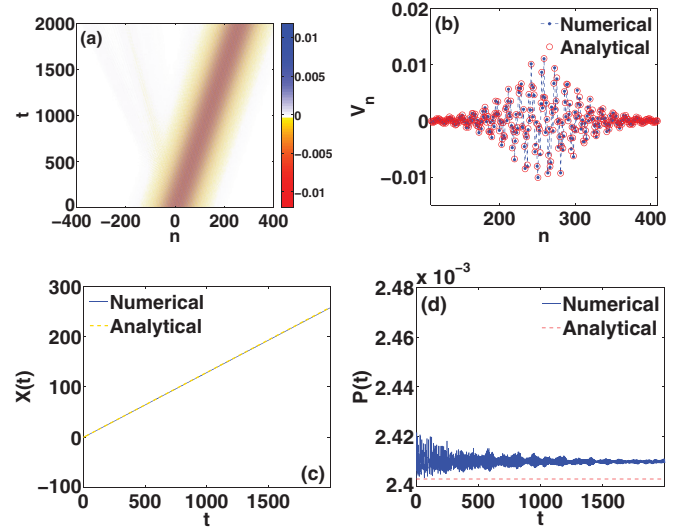 (a)
2000
1500
1000
500
0
t
−400 −200 0 200 400
n
0.01
0.005
0
−0.005
−0.01
(b)
Numerical
Analytical
0.02
0.01
0
−0.01
Vn
200 300 400
n
300
200
100
0
−100
X(t)
Numerical
Analytical
(c)
0 500 1000 1500
t
2.48 x 10⁻³
(d)
Numerical
Analytical
2.46
2.44
2.42
2.4
P(t)
0 500 1000 1500
t